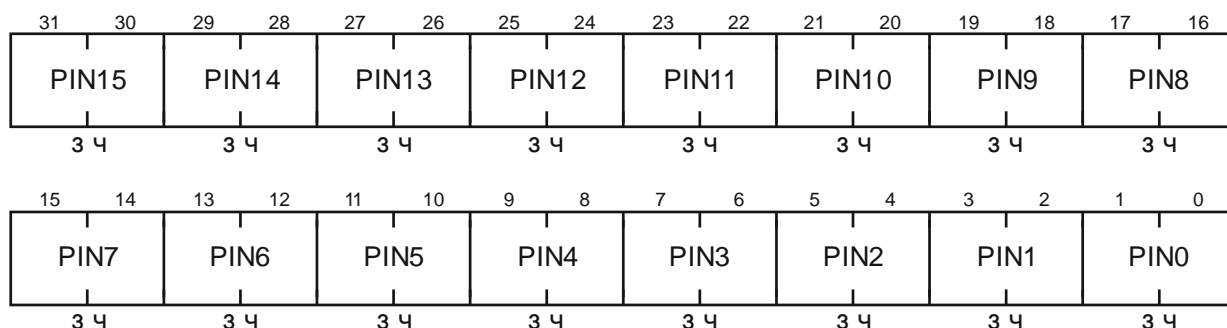 31 30 29 28 27 26 25 24 23 22 21 20 19 18 17 16
PIN15 PIN14 PIN13 PIN12 PIN11 PIN10 PIN9 PIN8
З Ч З Ч З Ч З Ч З Ч З Ч З Ч З Ч
15 14 13 12 11 10 9 8 7 6 5 4 3 2 1 0
PIN7 PIN6 PIN5 PIN4 PIN3 PIN2 PIN1 PIN0
З Ч З Ч З Ч З Ч З Ч З Ч З Ч З Ч